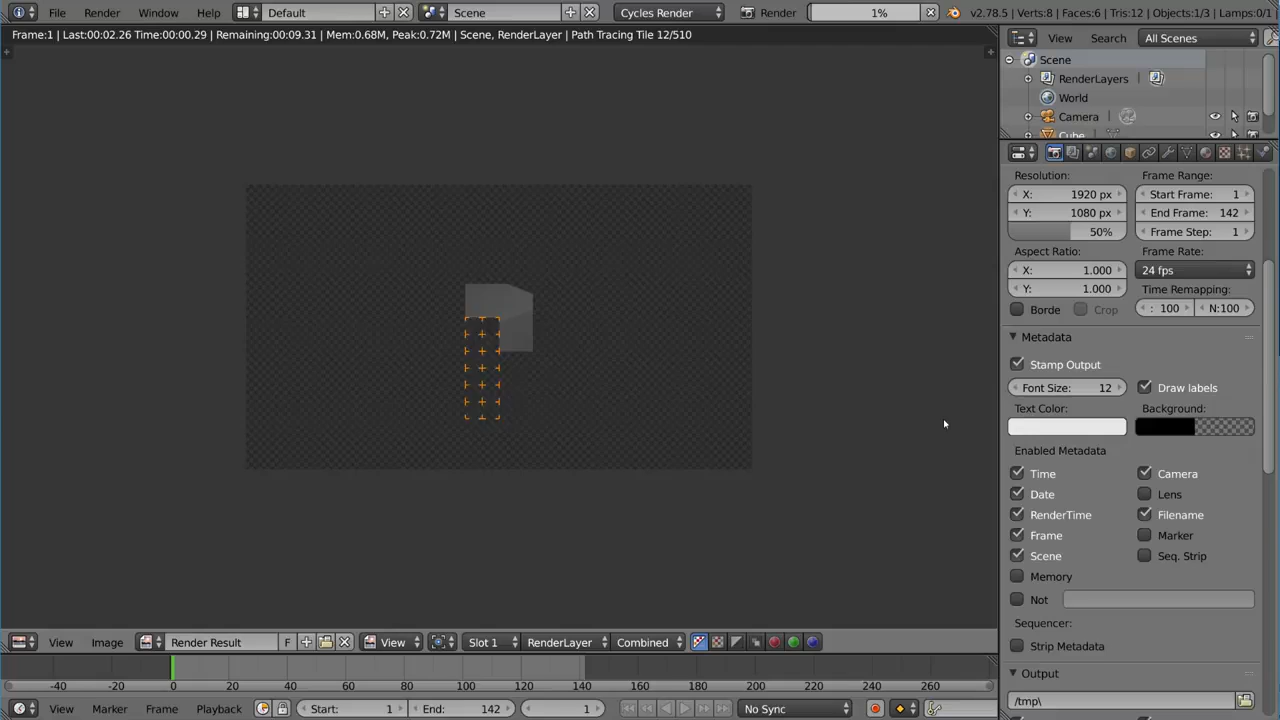 File Render Window Help Default Scene Cycles Render Render 1% v2.78.5 | Verts:8 | Faces:6 | Tris:12 | Objects:1/3 | Lamps:0/1
Frame:1 | Last:00:02.26 Time:00:00.29 | Remaining:00:09.31 | Mem:0.68M, Peak:0.72M | Scene, RenderLayer | Path Tracing Tile 12/510
View Search All Scenes
Scene
RenderLayers
World
Camera
Cube
Resolution: Frame Range:
X: 1920 px Start Frame: 1
Y: 1080 px End Frame: 142
50% Frame Step: 1
Aspect Ratio: Frame Rate:
X: 1.000 24 fps
Y: 1.000 Time Remapping:
Borde Crop : 100 N:100
Metadata
Stamp Output
Font Size: 12 Draw labels
Text Color: Background:
Enabled Metadata
Time Camera
Date Lens
RenderTime Filename
Frame Marker
Scene Seq. Strip
Memory
Not
Sequencer:
Strip Metadata
Output
/tmp\
View Image Render Result F View Slot 1 RenderLayer Combined
-40 -20 0 20 40 60 80 100 120 140 160 180 200 220 240 260
View Marker Frame Playback Start: 1 End: 142 1 No Sync